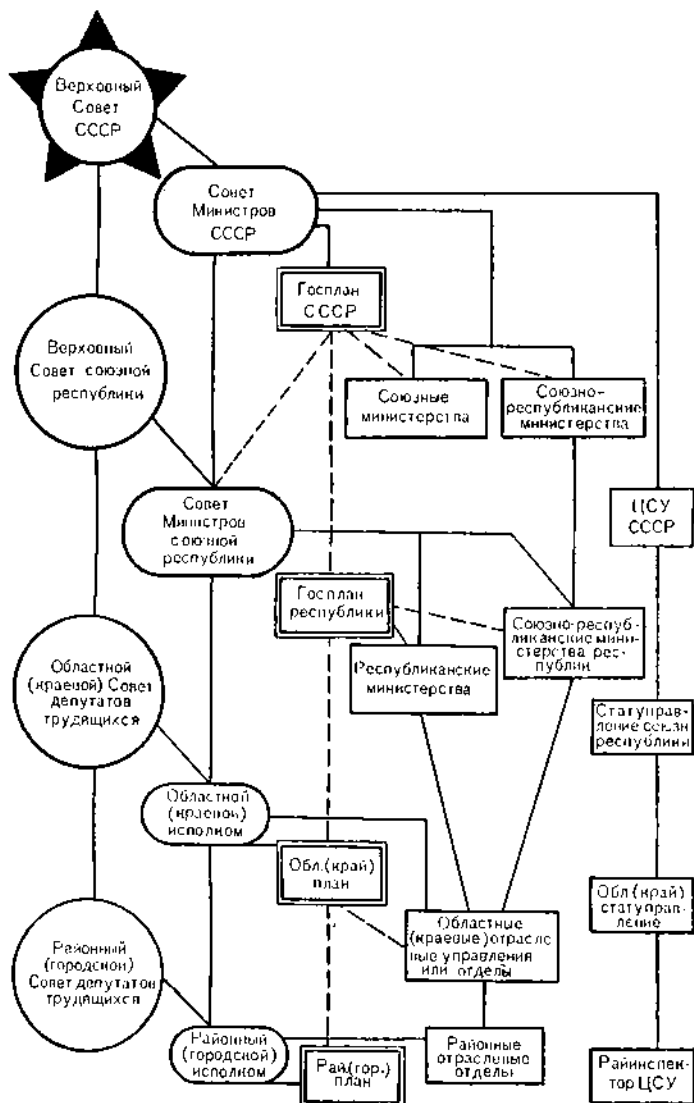 Верховный
Совет
СССР
Совет
Министров
СССР
Госплан
СССР
Верховный
Совет союзной
республики
Союзные
министерства
Союзно-
республиканские
министерства
Совет
Министров
союзной
республики
ЦСУ
СССР
Госплан
республики
Союзно-респуб-
ликанские мини-
стерства рес-
публик
Республиканские
министерства
Областной
(краевой) Совет
депутатов
трудящихся
Статуправ-
ление союзн
республики
Областной
(краевой)
исполком
Обл.(край)
план
Обл (край)
статуправ-
ление
Областные
(краевые) отрасле
вые управления
или отделы
Районный
(городской)
Совет депутатов
трудящихся
Районный
(городской)
исполком
Рай.(гор.)
план
Районные
отраслевые
отделы
Райинспек-
тор ЦСУ